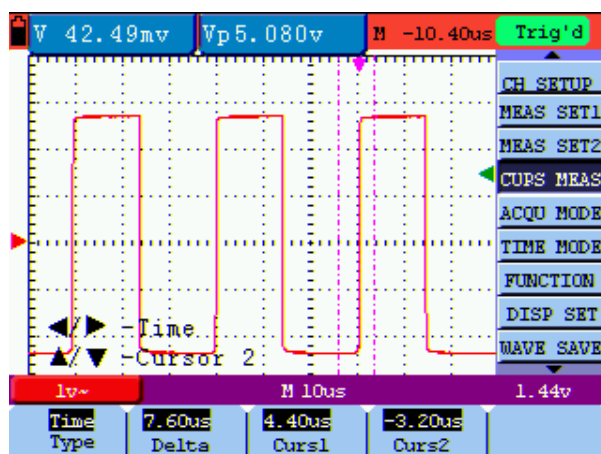 V 42.49mv Vp5.080v M -10.40us Trig'd
CH SETUP
MEAS SET1
MEAS SET2
CURS MEAS
ACQU MODE
TIME MODE
FUNCTION
DISP SET
WAVE SAVE
◀/▶ -Time
▲/▼ -Cursor 2
1v~ M 10us 1.44v
Time 7.60us 4.40us -3.20us
Type Delta Curs1 Curs2